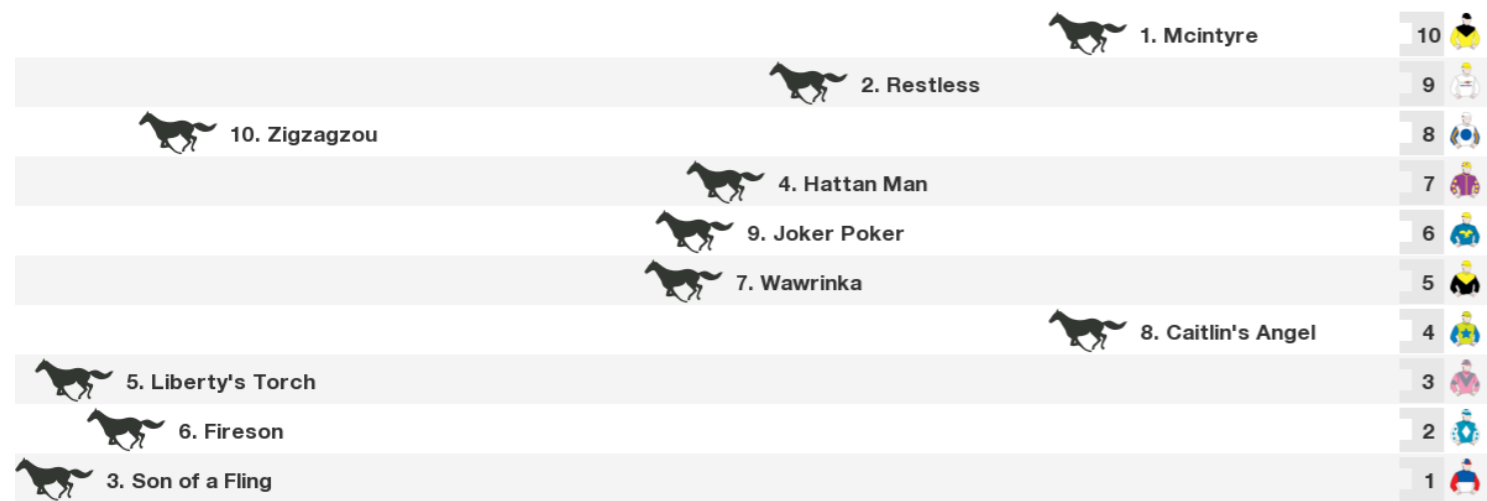 1. Mcintyre 10
2. Restless 9
10. Zigzagzou 8
4. Hattan Man 7
9. Joker Poker 6
7. Wawrinka 5
8. Caitlin's Angel 4
5. Liberty's Torch 3
6. Fireson 2
3. Son of a Fling 1